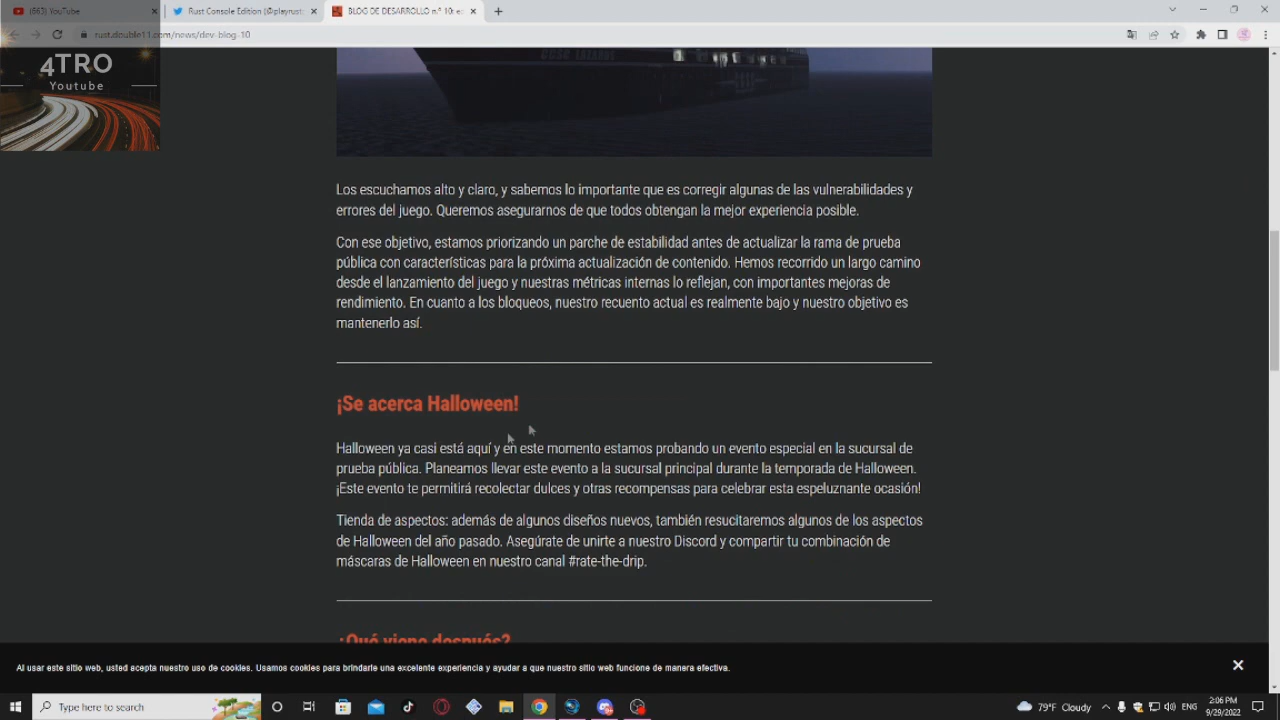 (663) YouTube
Rust Console Edition (@playrust
BLOG DE DESARROLLO n.º 10: e
rust.double11.com/news/dev-blog-10
4TRO
Youtube
Los escuchamos alto y claro, y sabemos lo importante que es corregir algunas de las vulnerabilidades y
errores del juego. Queremos asegurarnos de que todos obtengan la mejor experiencia posible.
Con ese objetivo, estamos priorizando un parche de estabilidad antes de actualizar la rama de prueba
pública con características para la próxima actualización de contenido. Hemos recorrido un largo camino
desde el lanzamiento del juego y nuestras métricas internas lo reflejan, con importantes mejoras de
rendimiento. En cuanto a los bloqueos, nuestro recuento actual es realmente bajo y nuestro objetivo es
mantenerlo así.
¡Se acerca Halloween!
Halloween ya casi está aquí y en este momento estamos probando un evento especial en la sucursal de
prueba pública. Planeamos llevar este evento a la sucursal principal durante la temporada de Halloween.
¡Este evento te permitirá recolectar dulces y otras recompensas para celebrar esta espeluznante ocasión!
Tienda de aspectos: además de algunos diseños nuevos, también resucitaremos algunos de los aspectos
de Halloween del año pasado. Asegúrate de unirte a nuestro Discord y compartir tu combinación de
máscaras de Halloween en nuestro canal #rate-the-drip.
¿Qué viene después?
Al usar este sitio web, usted acepta nuestro uso de cookies. Usamos cookies para brindarle una excelente experiencia y ayudar a que nuestro sitio web funcione de manera efectiva.
Type here to search
79°F Cloudy
ENG
2:06 PM
9/29/2022